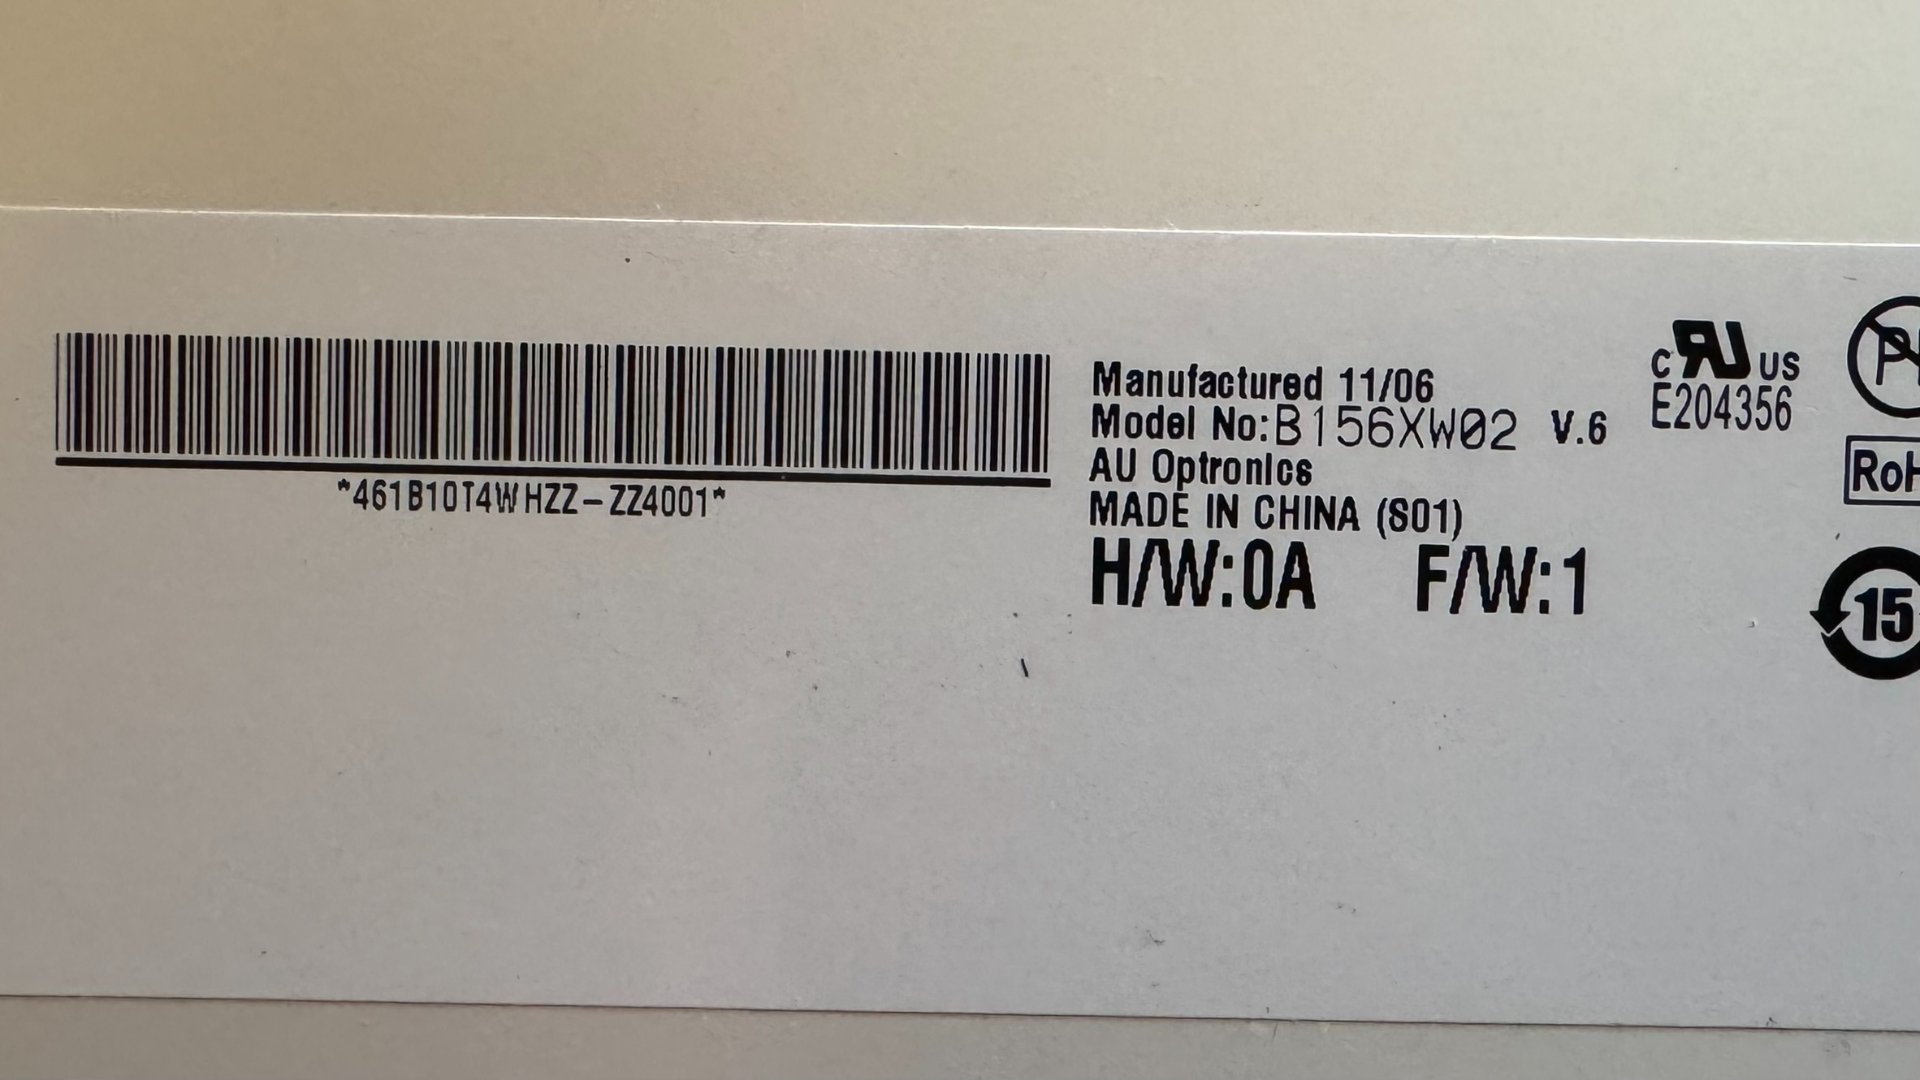 *461B10T4WHZZ-ZZ4001*
Manufactured 11/06
Model No:B156XW02 V.6
AU Optronics
MADE IN CHINA (S01)
H/W:0A F/W:1
c RU US
E204356
15